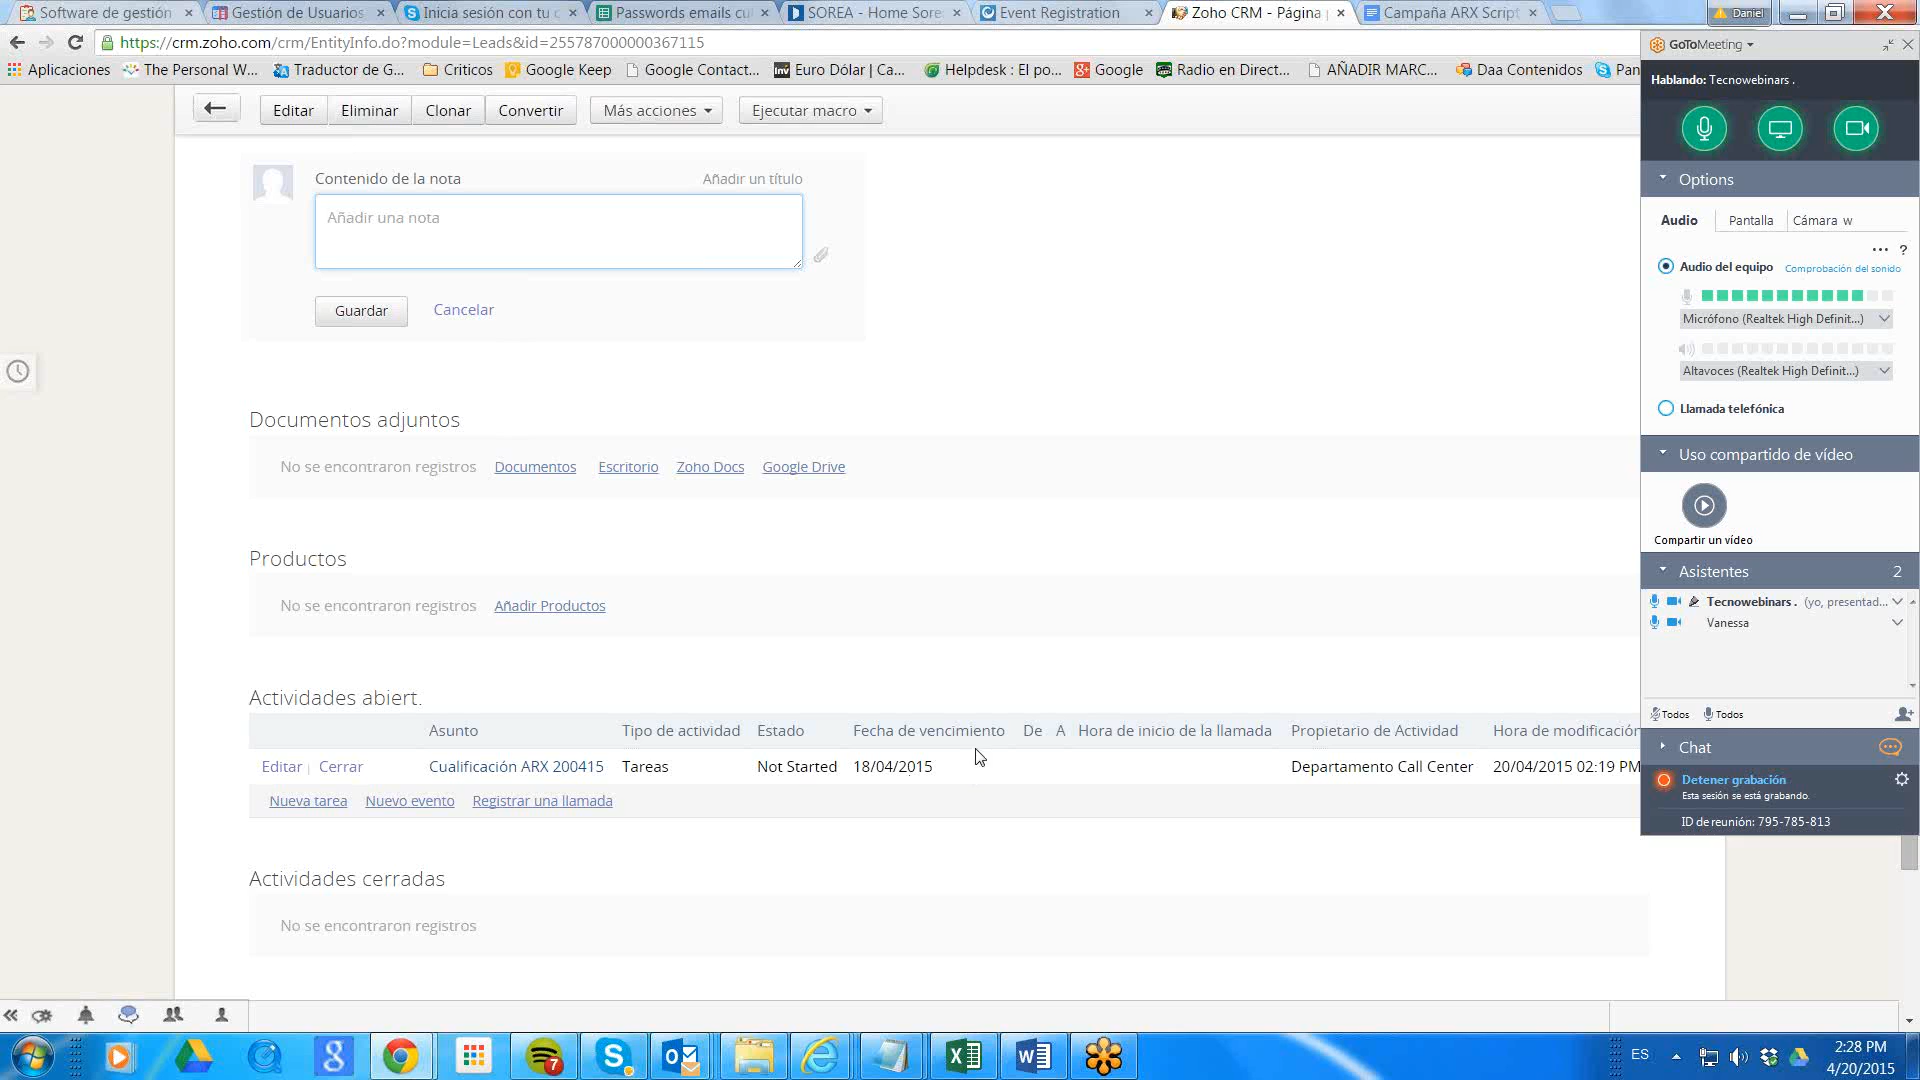 Software de gestión
Gestión de Usuarios
Inicia sesión con tu c
Passwords emails cu
SOREA - Home Sore
Event Registration
Zoho CRM - Página
Campaña ARX Script
Daniel
https://crm.zoho.com/crm/EntityInfo.do?module=Leads&id=255787000000367115
Aplicaciones
The Personal W...
Traductor de G...
Criticos
Google Keep
Google Contact...
Euro Dólar | Ca...
Helpdesk : El po...
Google
Radio en Direct...
AÑADIR MARC...
Daa Contenidos
Pan
Editar
Eliminar
Clonar
Convertir
Más acciones
Ejecutar macro
Contenido de la nota
Añadir un título
Añadir una nota
Guardar
Cancelar
Documentos adjuntos
No se encontraron registros Documentos Escritorio Zoho Docs Google Drive
Productos
No se encontraron registros Añadir Productos
Actividades abiert.
Asunto Tipo de actividad Estado Fecha de vencimiento De A Hora de inicio de la llamada Propietario de Actividad Hora de modificación
Editar | Cerrar Cualificación ARX 200415 Tareas Not Started 18/04/2015 Departamento Call Center 20/04/2015 02:19 PM
Nueva tarea Nuevo evento Registrar una llamada
Actividades cerradas
No se encontraron registros
GoToMeeting
Hablando: Tecnowebinars .
Options
Audio
Pantalla
Cámara w
... ?
Audio del equipo Comprobación del sonido
Micrófono (Realtek High Definit...)
Altavoces (Realtek High Definit...)
Llamada telefónica
Uso compartido de vídeo
Compartir un vídeo
Asistentes 2
Tecnowebinars . (yo, presentad...
Vanessa
Todos Todos
Chat
Detener grabación
Esta sesión se está grabando.
ID de reunión: 795-785-813
7
ES
2:28 PM
4/20/2015